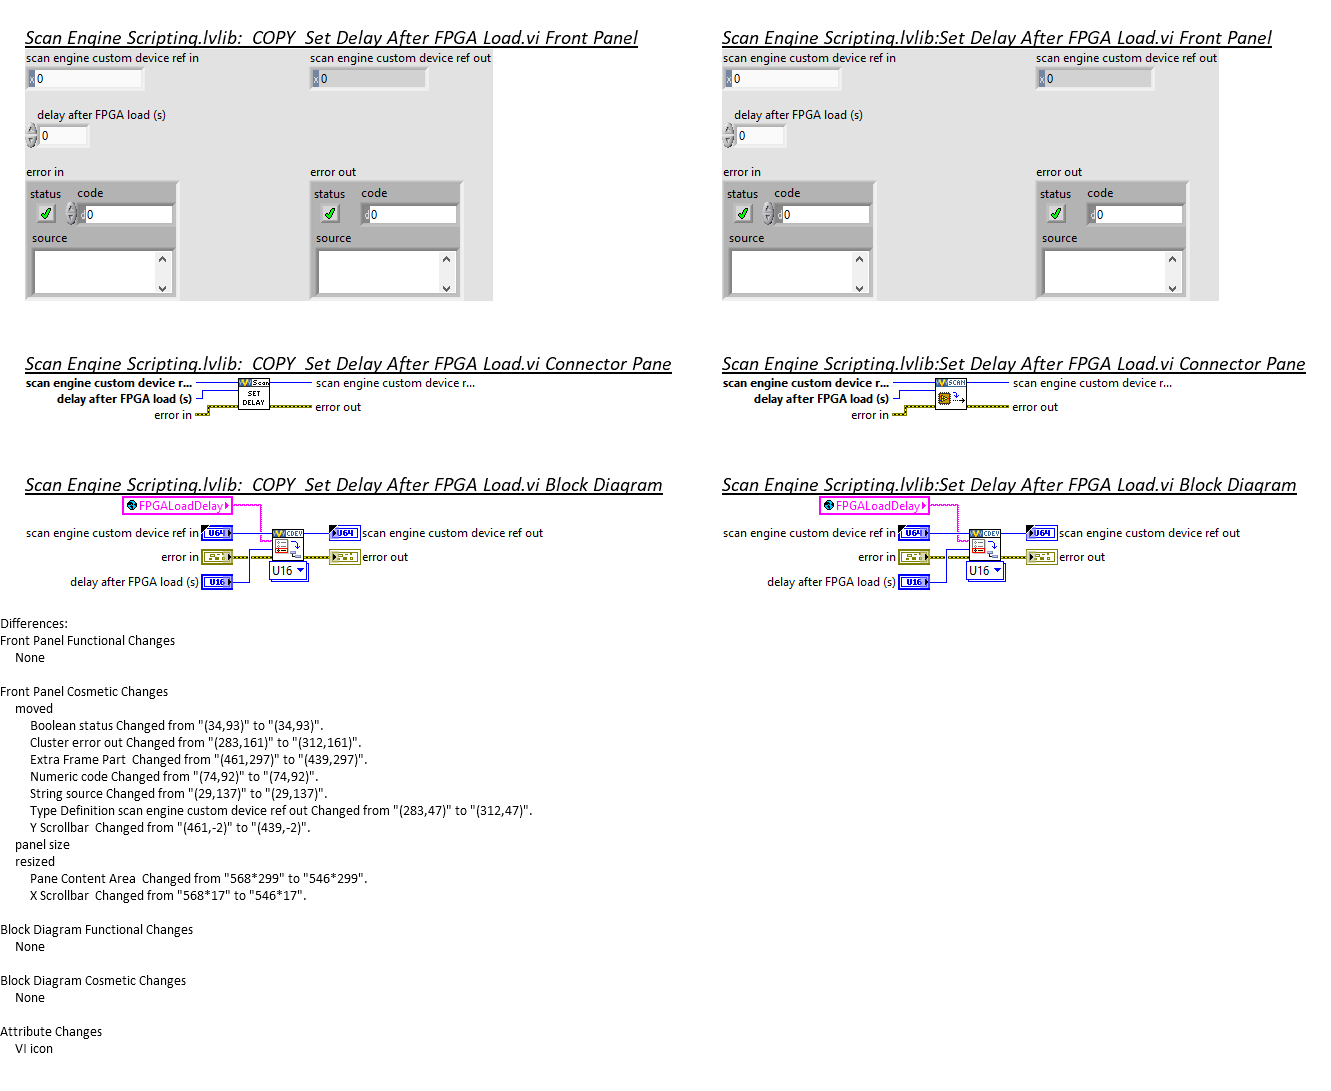 Scan Engine Scripting.lvlib:  COPY  Set Delay After FPGA Load.vi Front Panel
scan engine custom device ref in
scan engine custom device ref out
x 0
x 0
delay after FPGA load (s)
0
error in
error out
status
code
status
code
d 0
d 0
source
source
Scan Engine Scripting.lvlib:Set Delay After FPGA Load.vi Front Panel
scan engine custom device ref in
scan engine custom device ref out
x 0
x 0
delay after FPGA load (s)
0
error in
error out
status
code
status
code
d 0
d 0
source
source
Scan Engine Scripting.lvlib:  COPY  Set Delay After FPGA Load.vi Connector Pane
scan engine custom device r...
scan engine custom device r...
delay after FPGA load (s)
error in
error out
Scan
SET
DELAY
Scan Engine Scripting.lvlib:Set Delay After FPGA Load.vi Connector Pane
scan engine custom device r...
scan engine custom device r...
delay after FPGA load (s)
error in
error out
SCAN
Scan Engine Scripting.lvlib:  COPY  Set Delay After FPGA Load.vi Block Diagram
FPGALoadDelay
scan engine custom device ref in
U64
CDEV
U64
scan engine custom device ref out
error in
error out
U16
delay after FPGA load (s)
U16
Scan Engine Scripting.lvlib:Set Delay After FPGA Load.vi Block Diagram
FPGALoadDelay
scan engine custom device ref in
U64
CDEV
U64
scan engine custom device ref out
error in
error out
U16
delay after FPGA load (s)
U16
Differences:
Front Panel Functional Changes
None
Front Panel Cosmetic Changes
moved
Boolean status Changed from "(34,93)" to "(34,93)".
Cluster error out Changed from "(283,161)" to "(312,161)".
Extra Frame Part  Changed from "(461,297)" to "(439,297)".
Numeric code Changed from "(74,92)" to "(74,92)".
String source Changed from "(29,137)" to "(29,137)".
Type Definition scan engine custom device ref out Changed from "(283,47)" to "(312,47)".
Y Scrollbar  Changed from "(461,-2)" to "(439,-2)".
panel size
resized
Pane Content Area  Changed from "568*299" to "546*299".
X Scrollbar  Changed from "568*17" to "546*17".
Block Diagram Functional Changes
None
Block Diagram Cosmetic Changes
None
Attribute Changes
VI icon